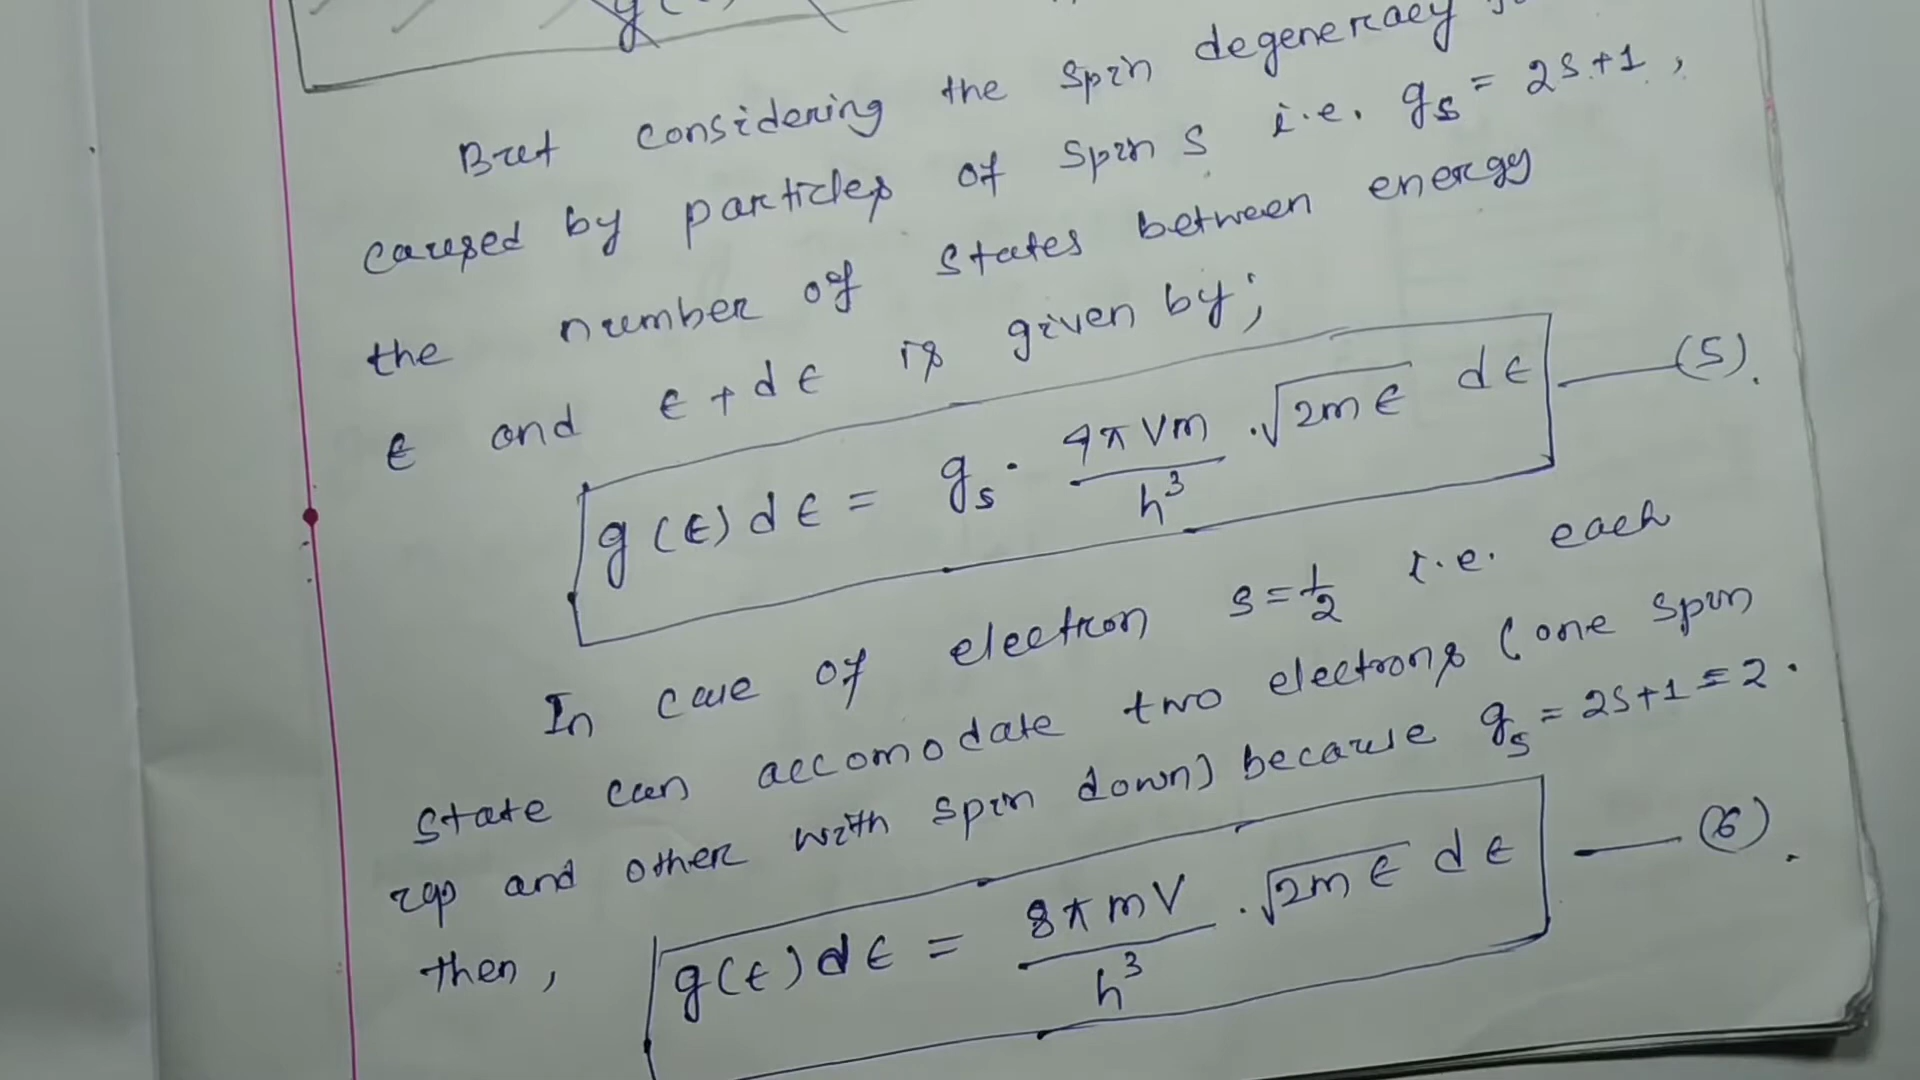 But considering the spin degeneracy
caused by particles of spin s i.e. gₛ = 2s+1,
the number of states between energy
ϵ and ϵ + dϵ is given by;
g(ϵ)dϵ = gₛ · 4πVm/h³ · √2mϵ dϵ —— (5).
In case of electron s = 1/2 i.e. each
state can accomodate two electrons (one spin
up and other with spin down) because gₛ = 2s+1 = 2.
then, g(ϵ)dϵ = 8πmV/h³ · √2mϵ dϵ —— (6).